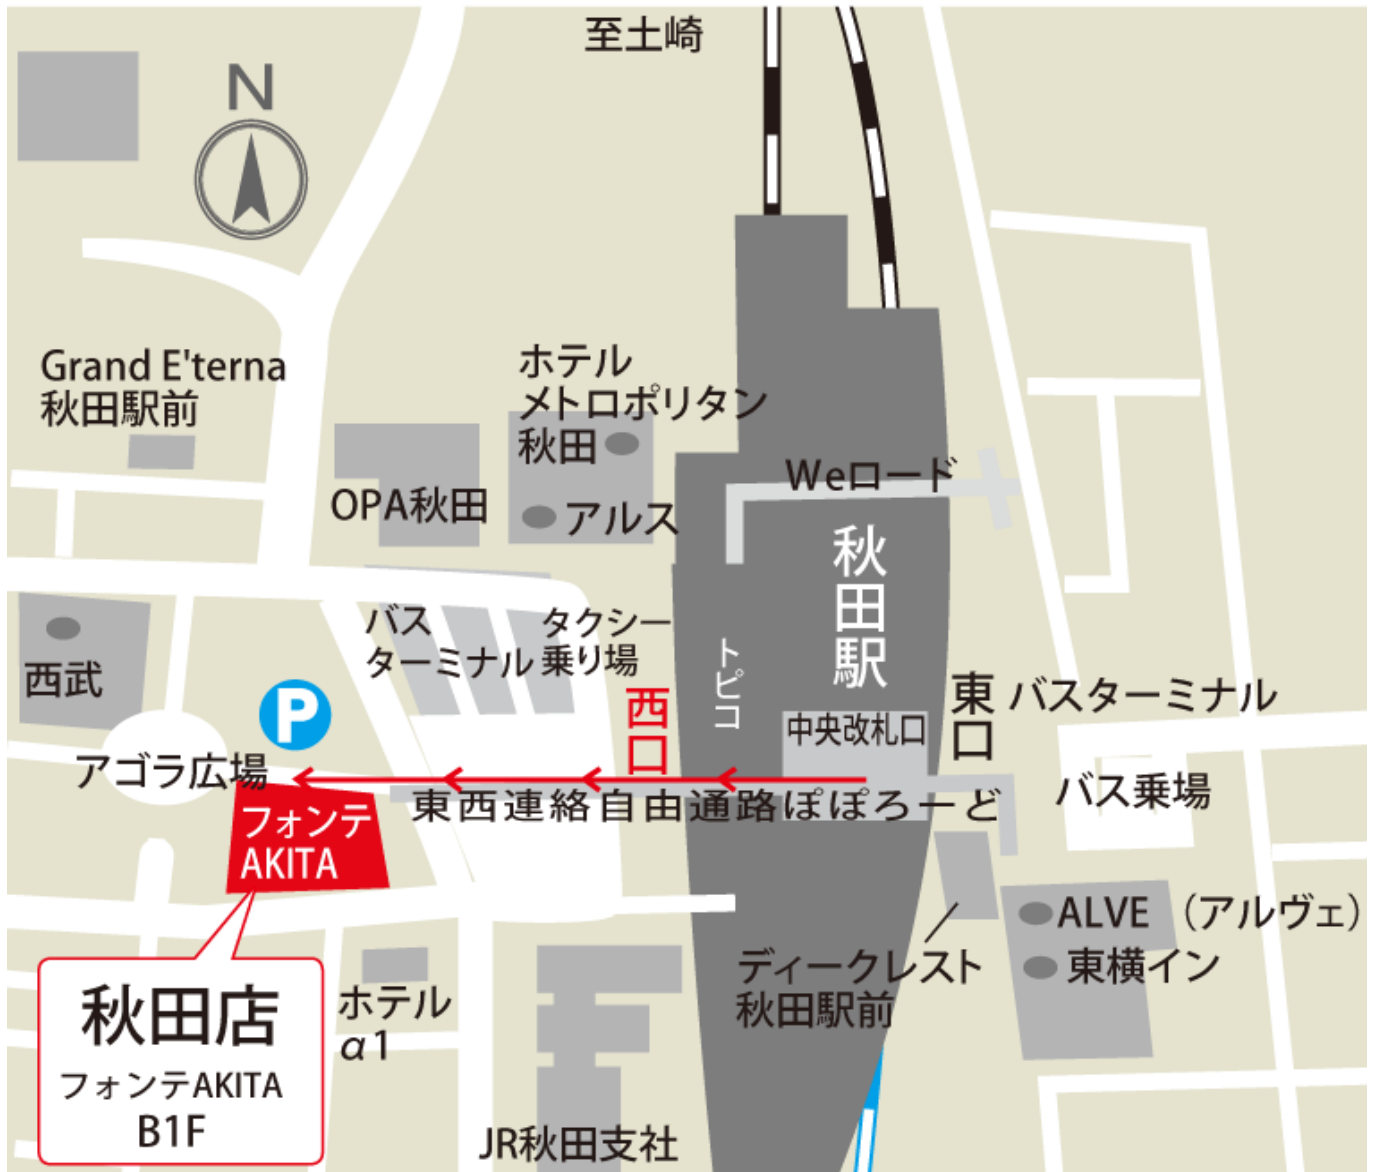 至土崎
N
Grand E'terna
秋田駅前
ホテル
メトロポリタン
秋田
OPA秋田
アルス
Weロード
秋田駅
バス
ターミナル
タクシー
乗り場
西武
P
西口
トピコ
中央改札口
東口
バスターミナル
アゴラ広場
東西連絡自由通路ぽぽろーど
バス乗場
フォンテ
AKITA
ALVE （アルヴェ）
東横イン
ディークレスト
秋田駅前
秋田店
フォンテAKITA
B1F
ホテル
α1
JR秋田支社